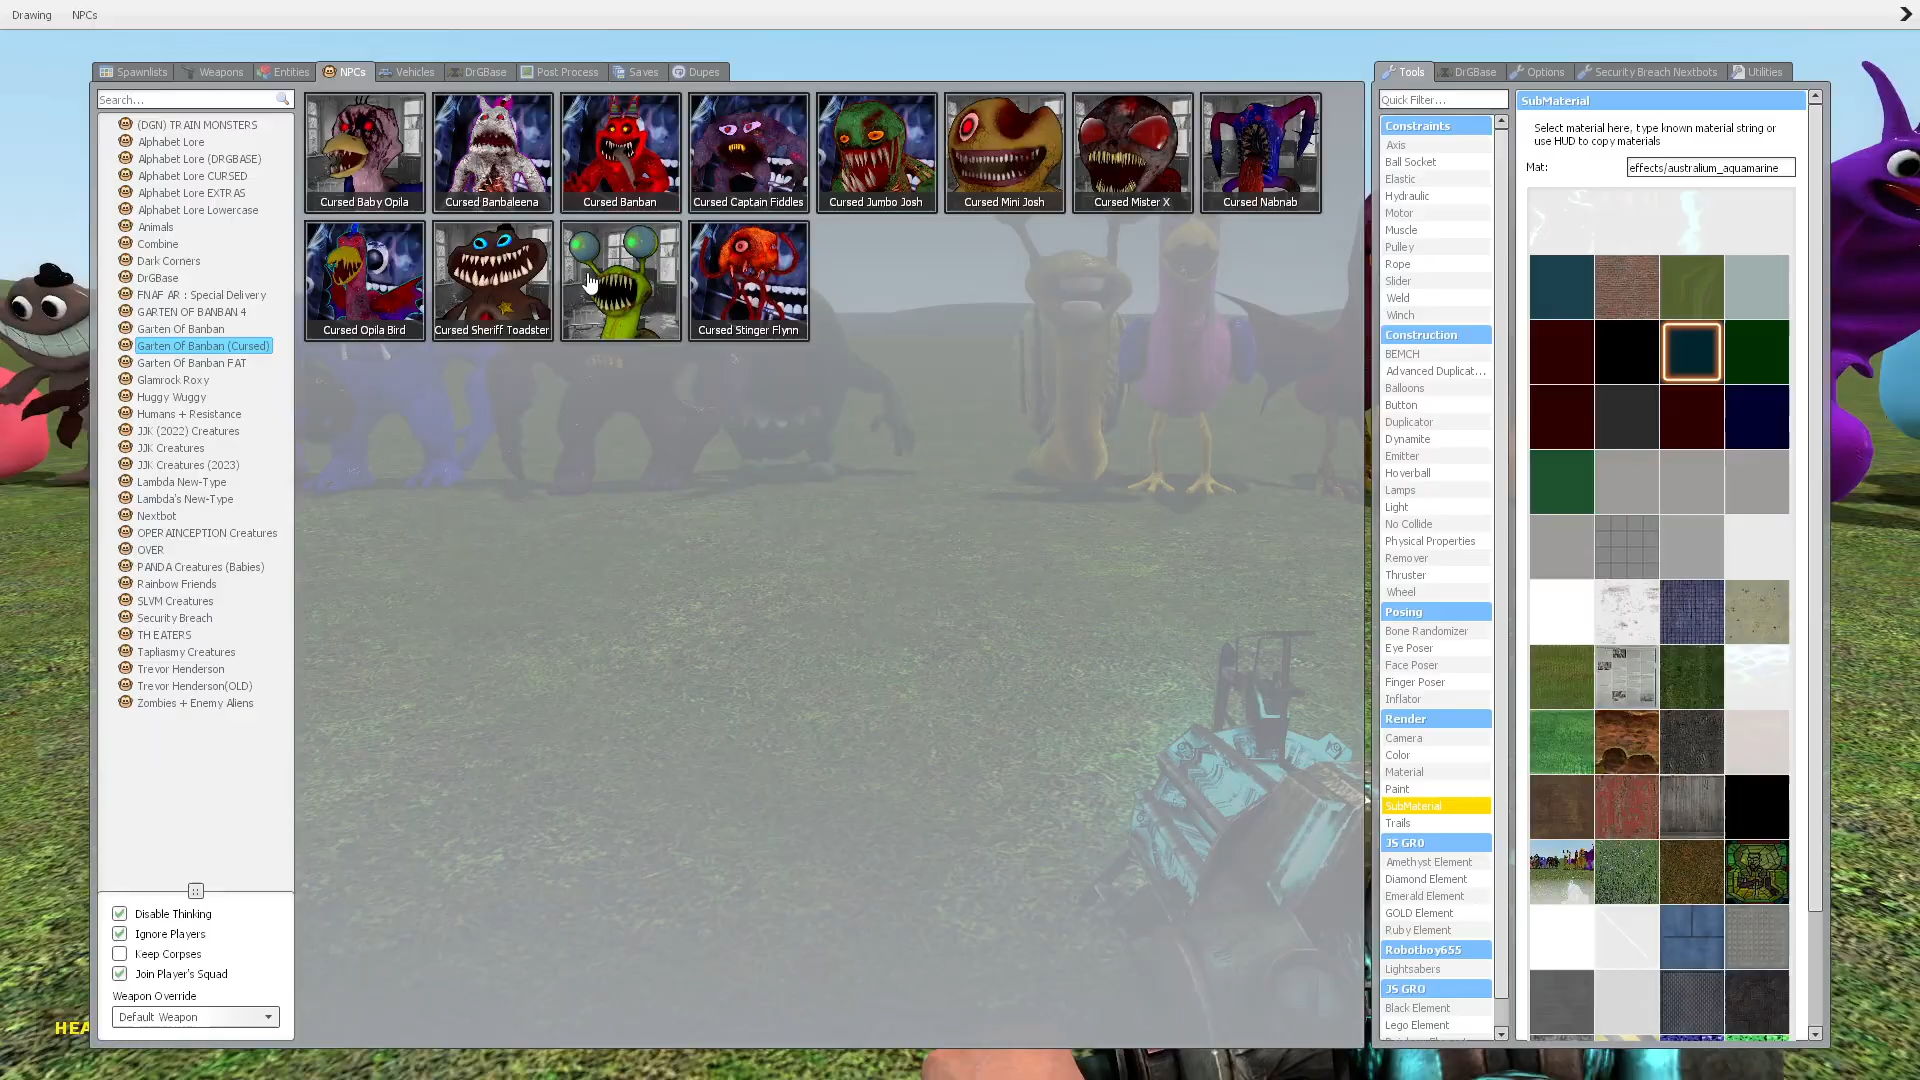 Drawing NPCs
Spawnlists Weapons Entities NPCs Vehicles DrGBase Post Process Saves Dupes
Search...
(DGN) TRAIN MONSTERS
Alphabet Lore
Alphabet Lore (DRGBASE)
Alphabet Lore CURSED
Alphabet Lore EXTRAS
Alphabet Lore Lowercase
Animals
Combine
Dark Corners
DrGBase
FNAF AR : Special Delivery
GARTEN OF BANBAN 4
Garten Of Banban
Garten Of Banban (Cursed)
Garten Of Banban FAT
Glamrock Roxy
Huggy Wuggy
Humans + Resistance
JJK (2022) Creatures
JJK Creatures
JJK Creatures (2023)
Lambda New-Type
Lambda's New-Type
Nextbot
OPERAINCEPTION Creatures
OVER
PANDA Creatures (Babies)
Rainbow Friends
SLVM Creatures
Security Breach
TH EATERS
Tapliasmy Creatures
Trevor Henderson
Trevor Henderson(OLD)
Zombies + Enemy Aliens
Disable Thinking
Ignore Players
Keep Corpses
Join Player's Squad
Weapon Override
Default Weapon
HEA
Cursed Baby Opila Cursed Banbaleena Cursed Banban Cursed Captain Fiddles Cursed Jumbo Josh Cursed Mini Josh Cursed Mister X Cursed Nabnab
Cursed Opila Bird Cursed Sheriff Toadster Cursed Stinger Flynn
Tools DrGBase Options Security Breach Nextbots Utilities
Quick Filter...
Constraints
Axis
Ball Socket
Elastic
Hydraulic
Motor
Muscle
Pulley
Rope
Slider
Weld
Winch
Construction
BEMCH
Advanced Duplicat...
Balloons
Button
Duplicator
Dynamite
Emitter
Hoverball
Lamps
Light
No Collide
Physical Properties
Remover
Thruster
Wheel
Posing
Bone Randomizer
Eye Poser
Face Poser
Finger Poser
Inflator
Render
Camera
Color
Material
Paint
SubMaterial
Trails
JS GRO
Amethyst Element
Diamond Element
Emerald Element
GOLD Element
Ruby Element
Robotboy655
Lightsabers
JS GRO
Black Element
Lego Element
SubMaterial
Select material here, type known material string or
use HUD to copy materials
Mat: effects/australium_aquamarine